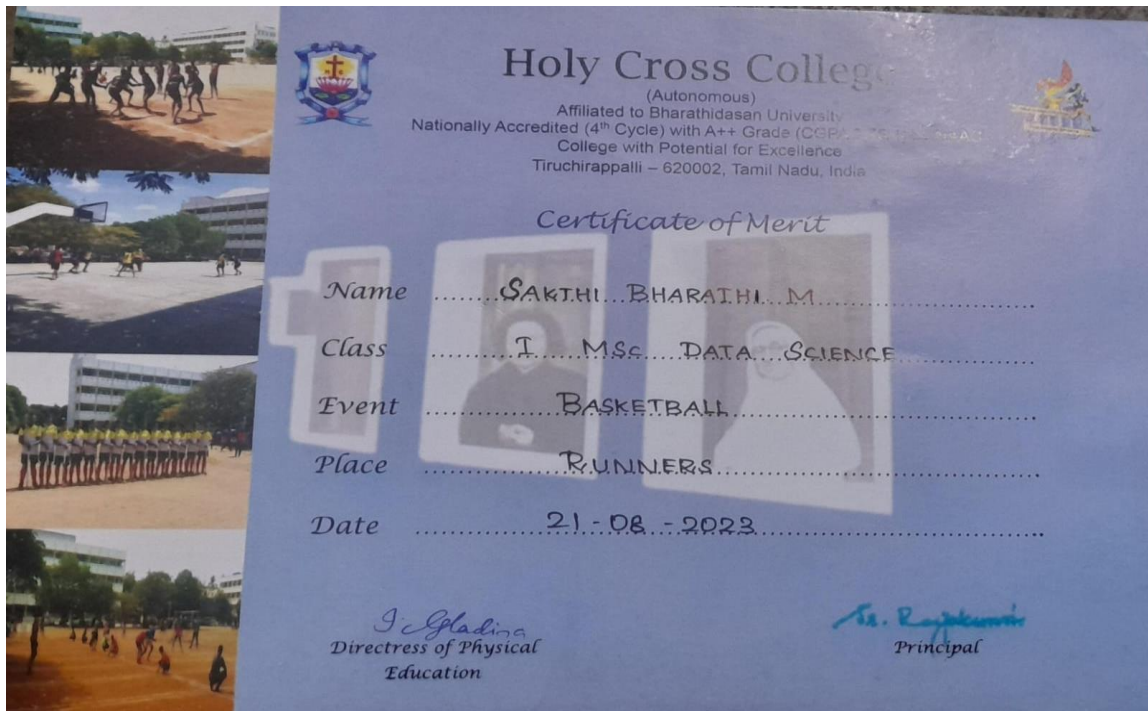 Holy Cross College
(Autonomous)
Affiliated to Bharathidasan University
Nationally Accredited (4th Cycle) with A++ Grade
College with Potential for Excellence
Tiruchirappalli – 620002, Tamil Nadu, India
Certificate of Merit
Name ........SAKTHI BHARATHI M........
Class ........I MSc DATA SCIENCE........
Event ........BASKETBALL........
Place ........RUNNERS........
Date ........21-08-2023........
Directress of Physical
Education
Principal